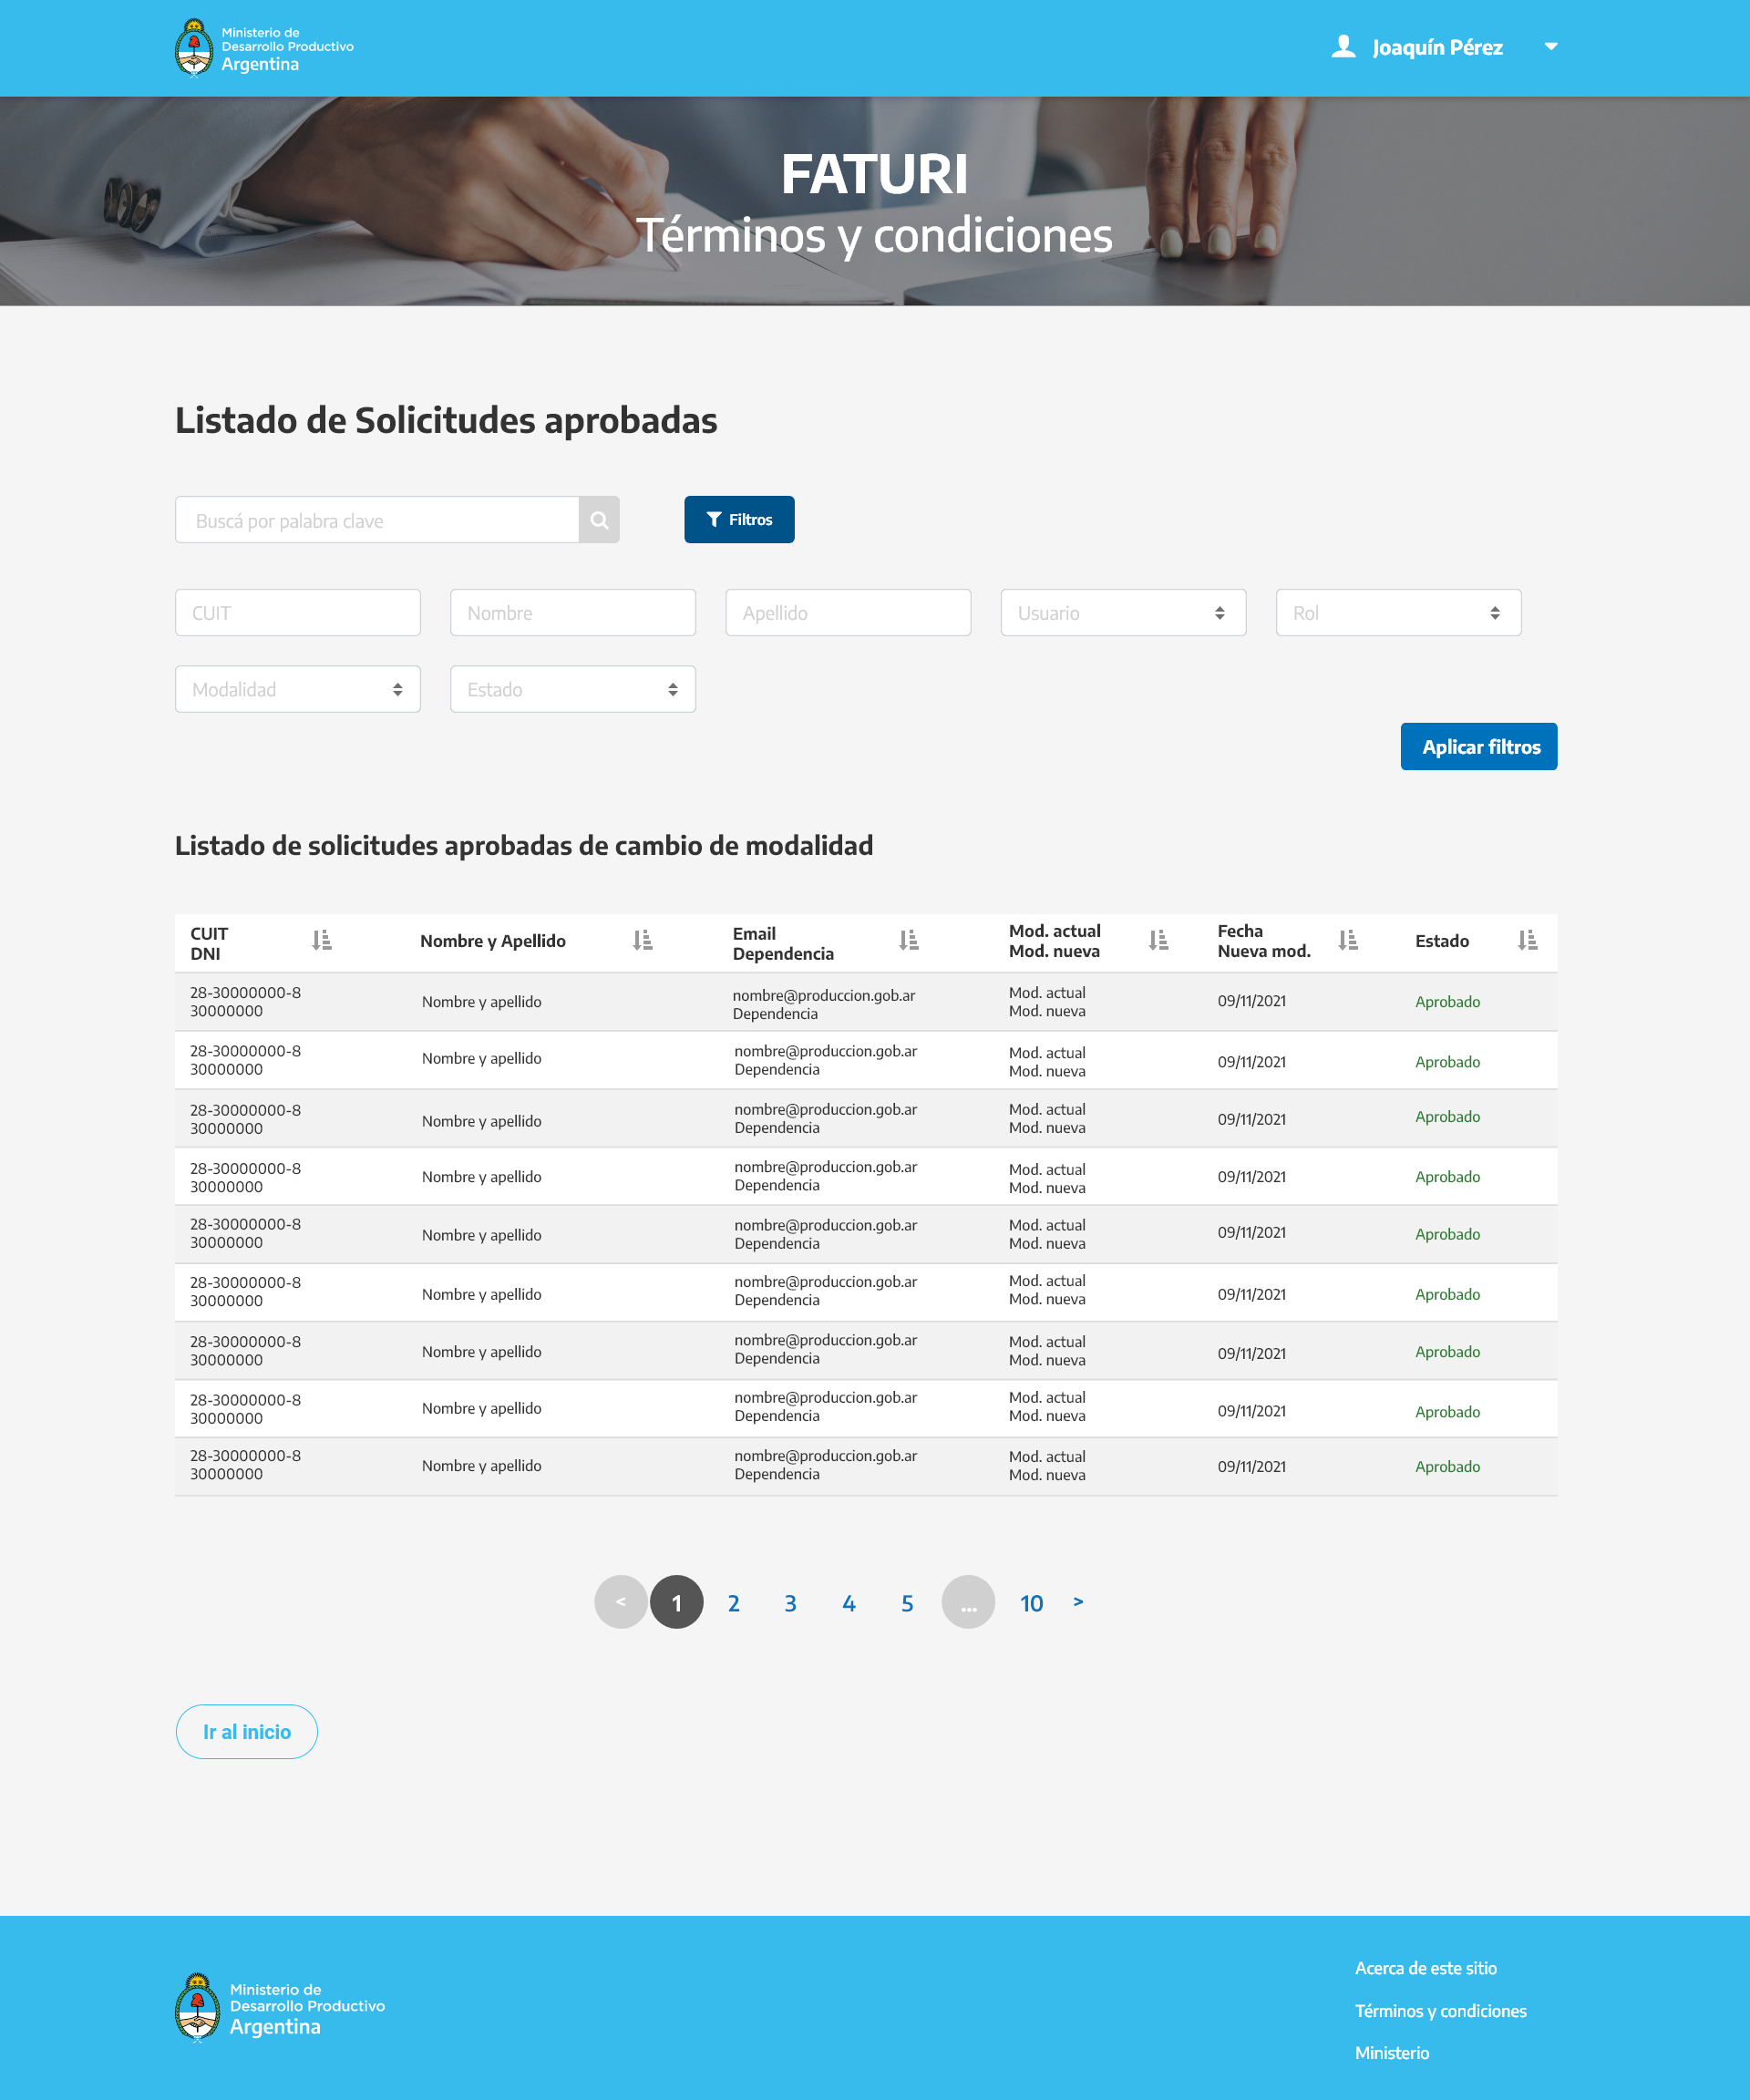 Ministerio de
Desarrollo Productivo
Argentina
Joaquín Pérez
FATURI
Términos y condiciones
Listado de Solicitudes aprobadas
Buscá por palabra clave
Filtros
CUIT Nombre Apellido Usuario Rol
Modalidad Estado
Aplicar filtros
Listado de solicitudes aprobadas de cambio de modalidad
CUIT
DNI
Nombre y Apellido
Email
Dependencia
Mod. actual
Mod. nueva
Fecha
Nueva mod.
Estado
28-30000000-8
30000000
Nombre y apellido
nombre@produccion.gob.ar
Dependencia
Mod. actual
Mod. nueva
09/11/2021
Aprobado
28-30000000-8
30000000
Nombre y apellido
nombre@produccion.gob.ar
Dependencia
Mod. actual
Mod. nueva
09/11/2021
Aprobado
28-30000000-8
30000000
Nombre y apellido
nombre@produccion.gob.ar
Dependencia
Mod. actual
Mod. nueva
09/11/2021
Aprobado
28-30000000-8
30000000
Nombre y apellido
nombre@produccion.gob.ar
Dependencia
Mod. actual
Mod. nueva
09/11/2021
Aprobado
28-30000000-8
30000000
Nombre y apellido
nombre@produccion.gob.ar
Dependencia
Mod. actual
Mod. nueva
09/11/2021
Aprobado
28-30000000-8
30000000
Nombre y apellido
nombre@produccion.gob.ar
Dependencia
Mod. actual
Mod. nueva
09/11/2021
Aprobado
28-30000000-8
30000000
Nombre y apellido
nombre@produccion.gob.ar
Dependencia
Mod. actual
Mod. nueva
09/11/2021
Aprobado
28-30000000-8
30000000
Nombre y apellido
nombre@produccion.gob.ar
Dependencia
Mod. actual
Mod. nueva
09/11/2021
Aprobado
28-30000000-8
30000000
Nombre y apellido
nombre@produccion.gob.ar
Dependencia
Mod. actual
Mod. nueva
09/11/2021
Aprobado
< 1 2 3 4 5 ... 10 >
Ir al inicio
Ministerio de
Desarrollo Productivo
Argentina
Acerca de este sitio
Términos y condiciones
Ministerio